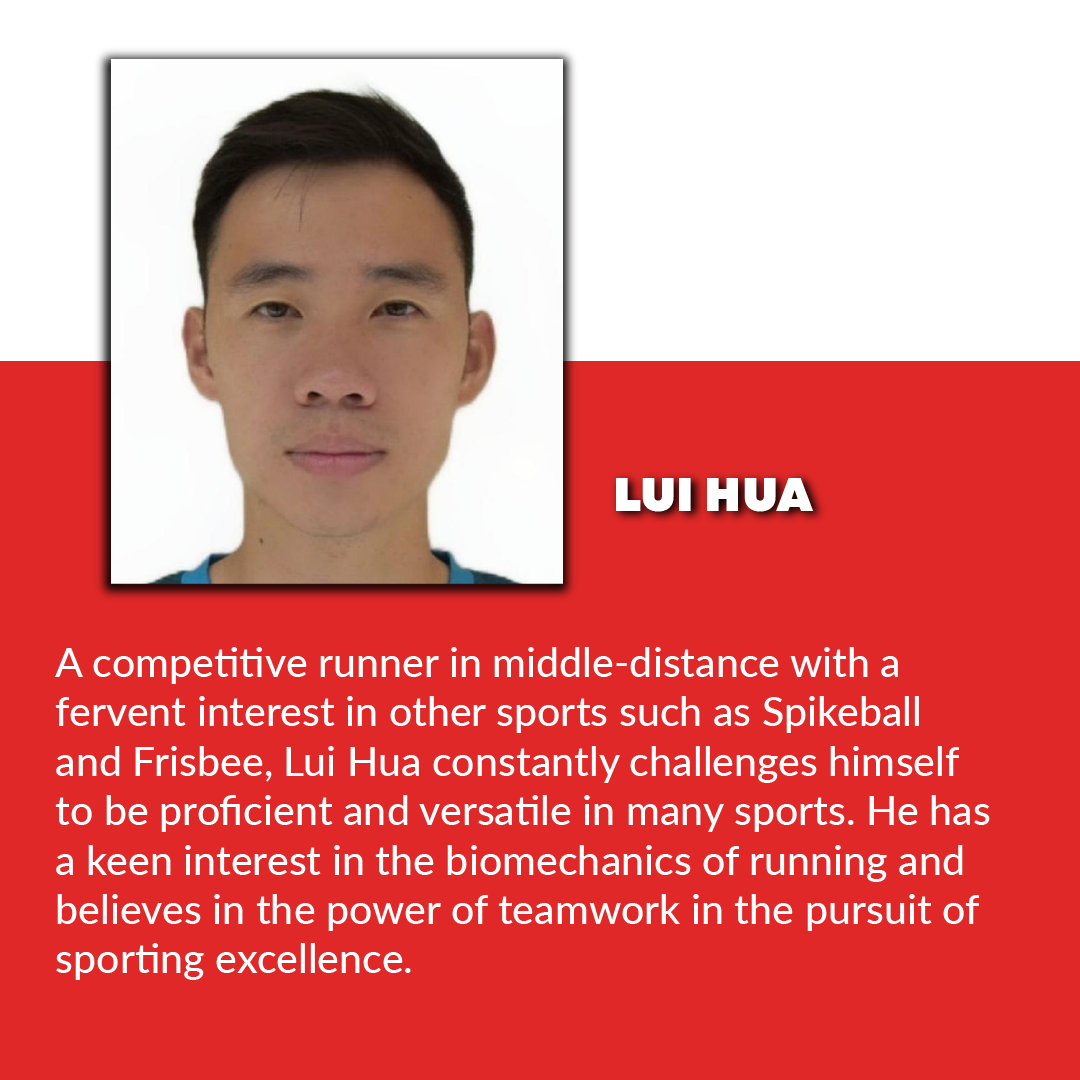 LUI HUA
A competitive runner in middle-distance with a
fervent interest in other sports such as Spikeball
and Frisbee, Lui Hua constantly challenges himself
to be proficient and versatile in many sports. He has
a keen interest in the biomechanics of running and
believes in the power of teamwork in the pursuit of
sporting excellence.